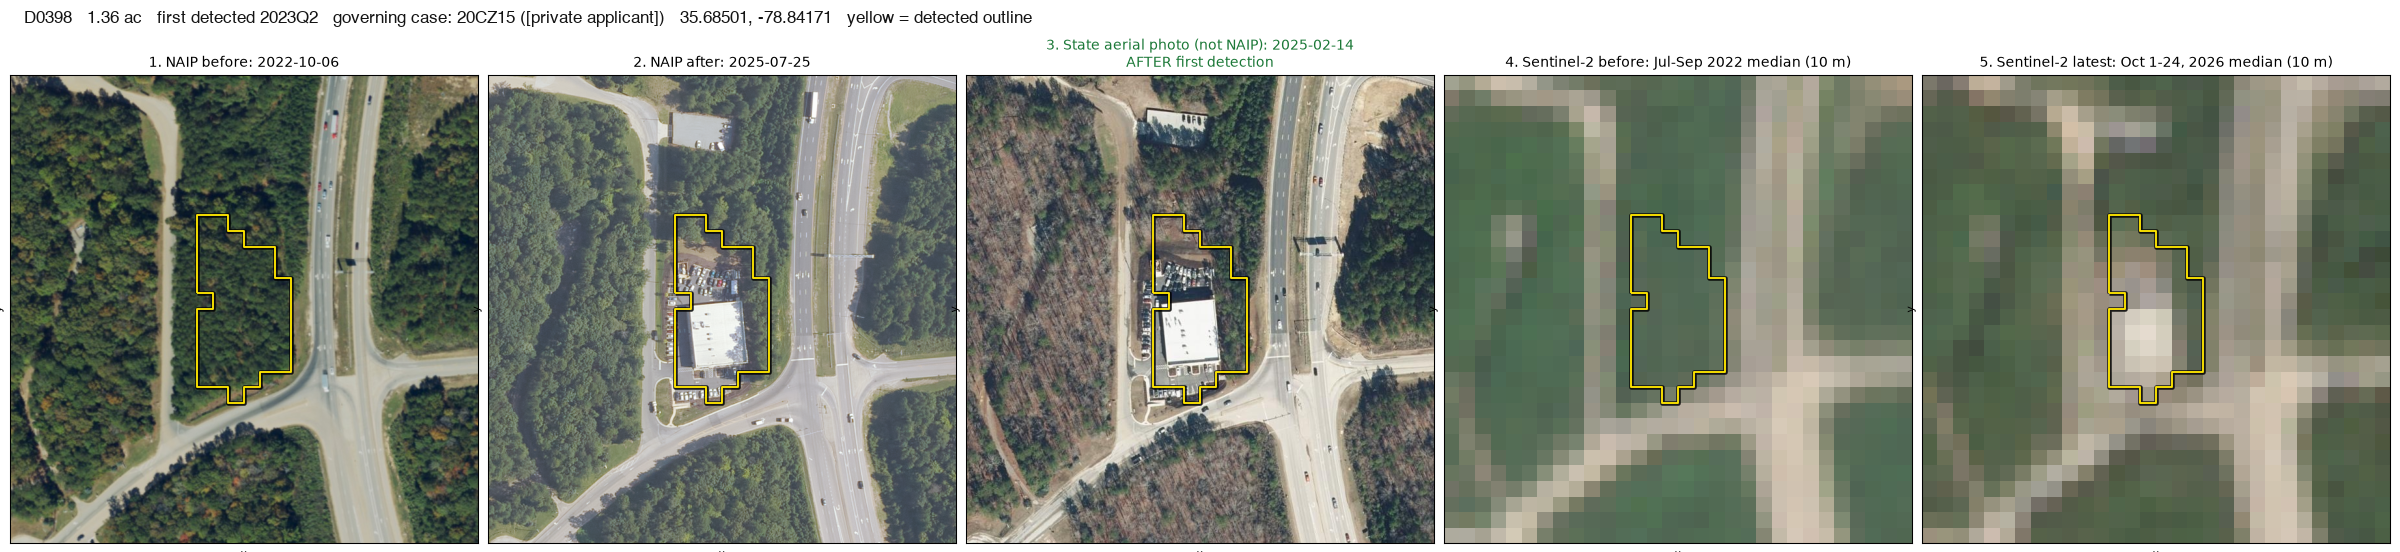 D0398 1.36 ac first detected 2023Q2 governing case: 20CZ15 ([private applicant]) 35.68501, -78.84171 yellow = detected outline
1. NAIP before: 2022-10-06
2. NAIP after: 2025-07-25
3. State aerial photo (not NAIP): 2025-02-14
AFTER first detection
4. Sentinel-2 before: Jul-Sep 2022 median (10 m)
5. Sentinel-2 latest: Oct 1-24, 2026 median (10 m)